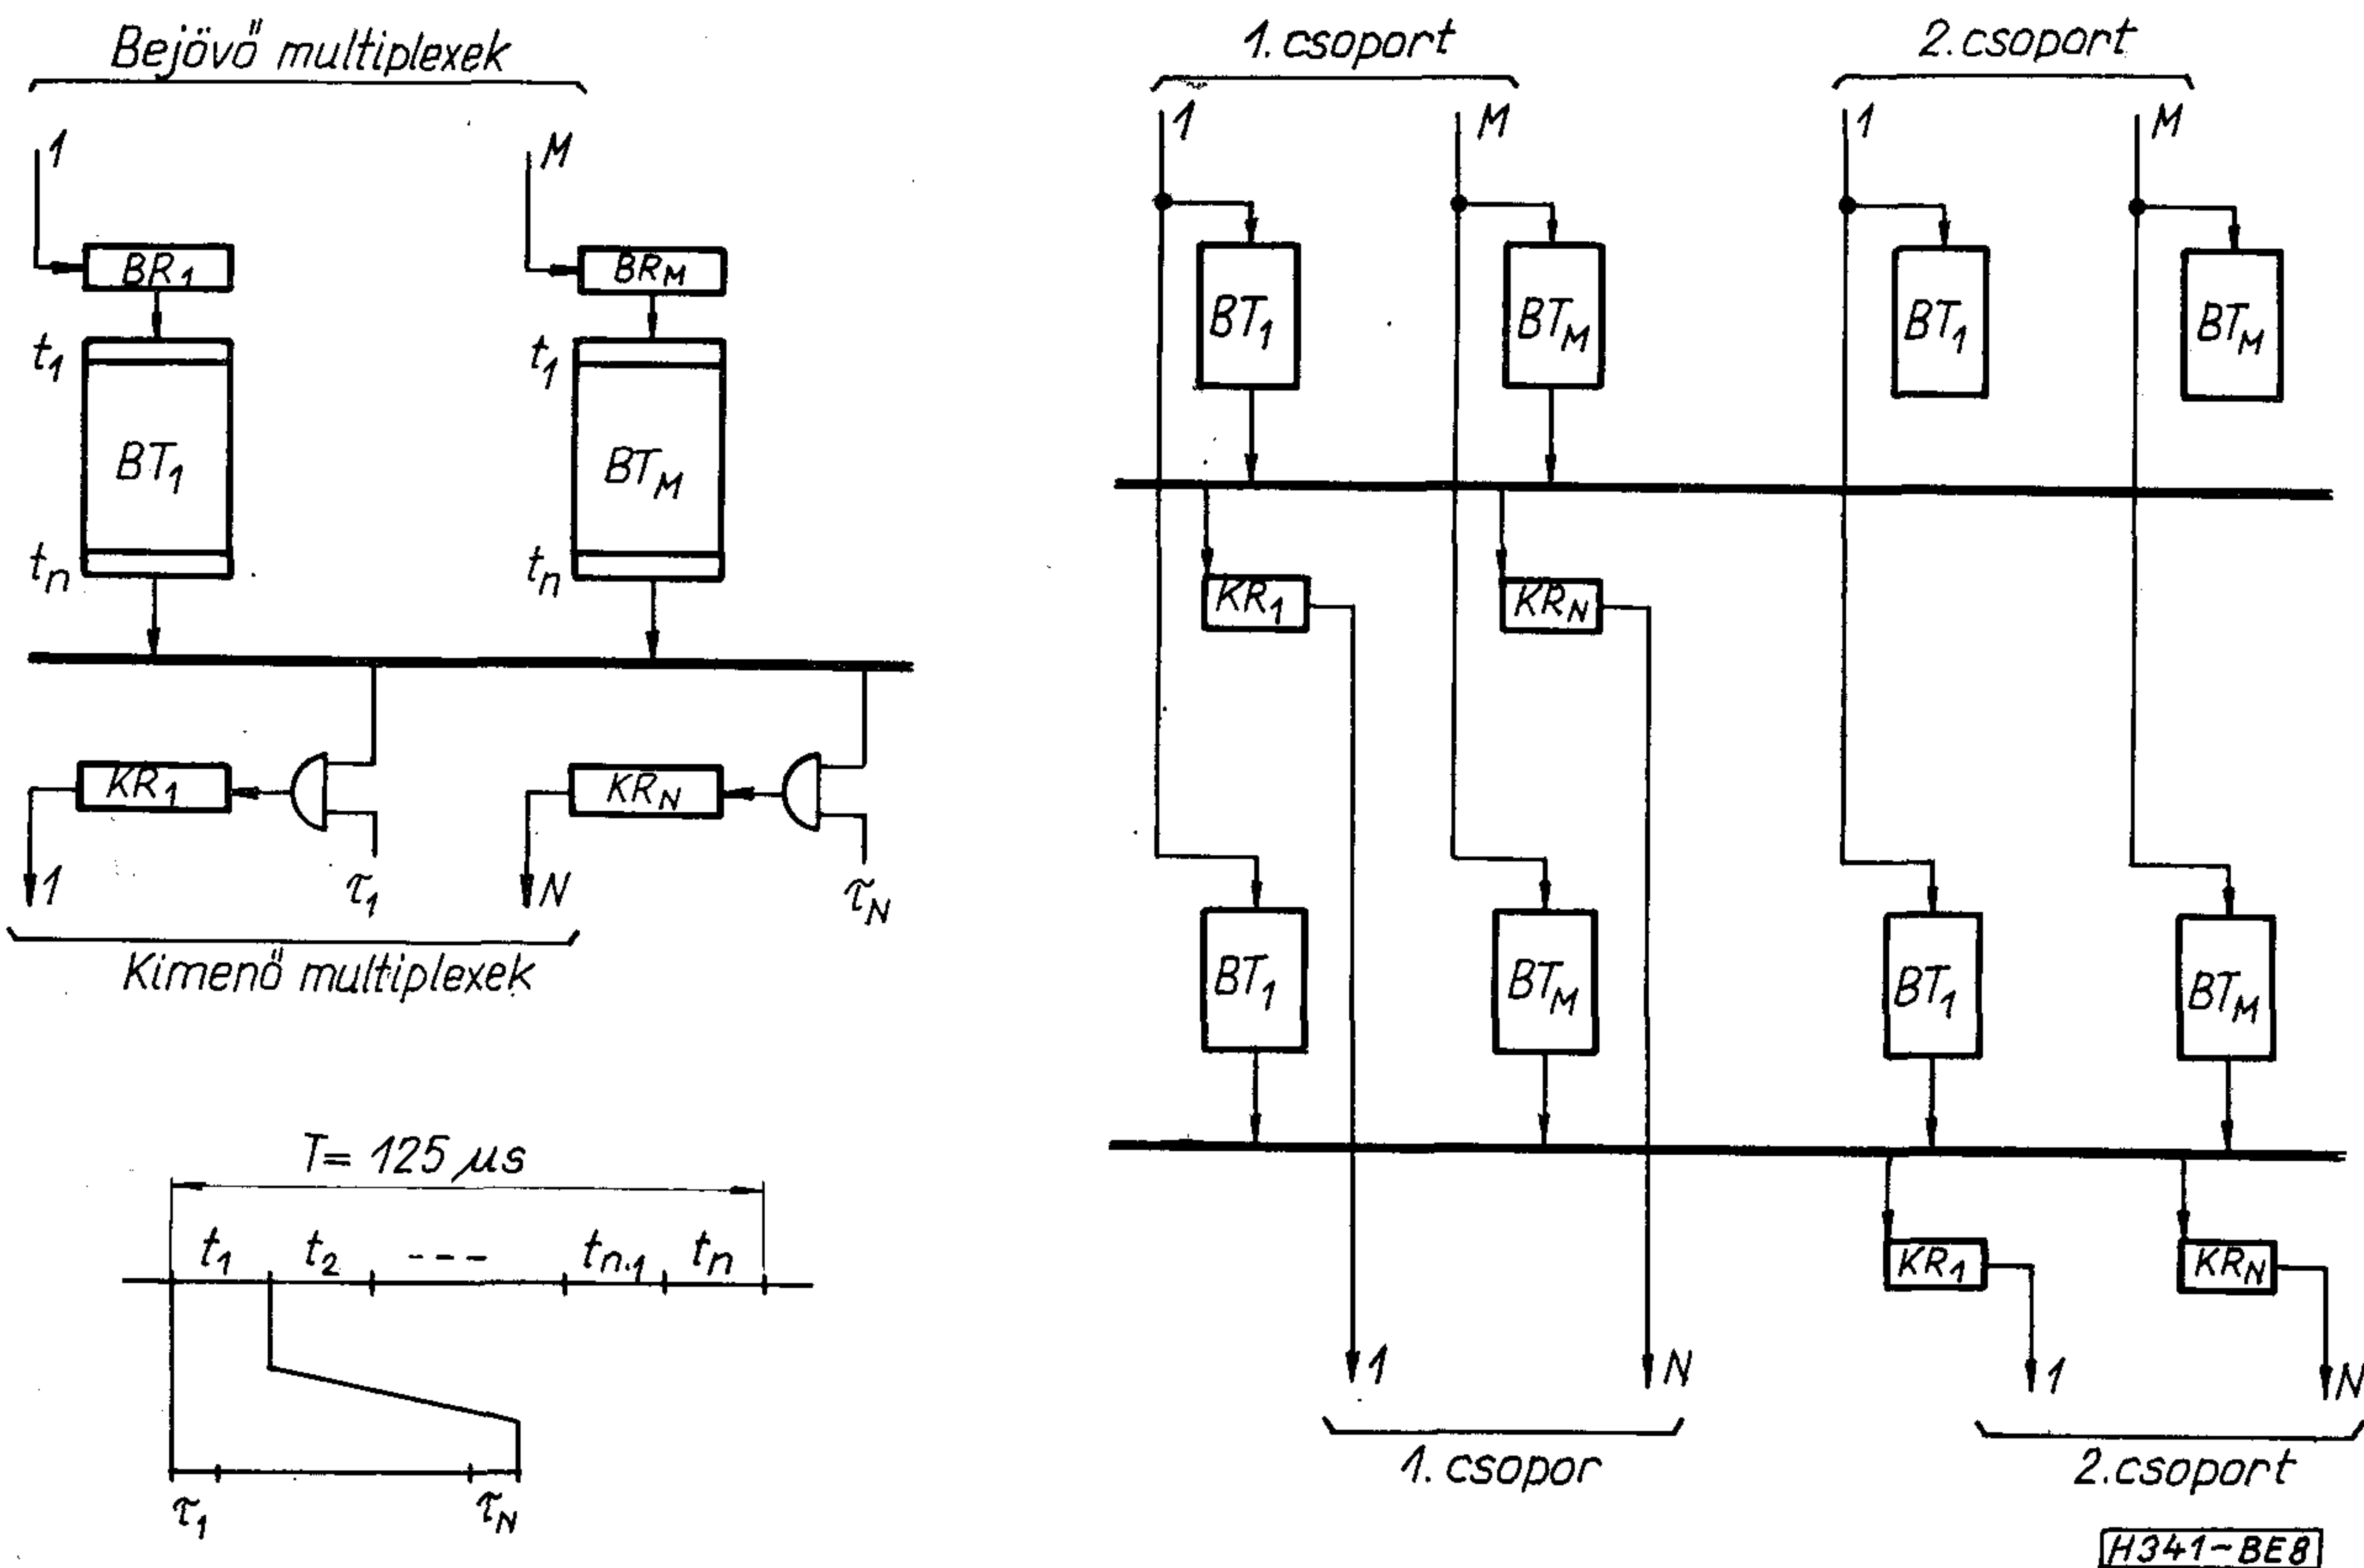 Bejövő multiplexek
1
M
BR1
BRM
t1
t1
BT1
BTM
tn
tn
KR1
KRN
1
τ1
N
τN
Kimenő multiplexek
T= 125 μs
t1 t2 --- tn-1 tn
τ1
τN
1. csoport
2. csoport
1
M
1
M
BT1
BTM
BT1
BTM
KR1
KRN
BT1
BTM
BT1
BTM
KR1
KRN
1
N
1
N
1. csopor
2. csoport
H341-BE8